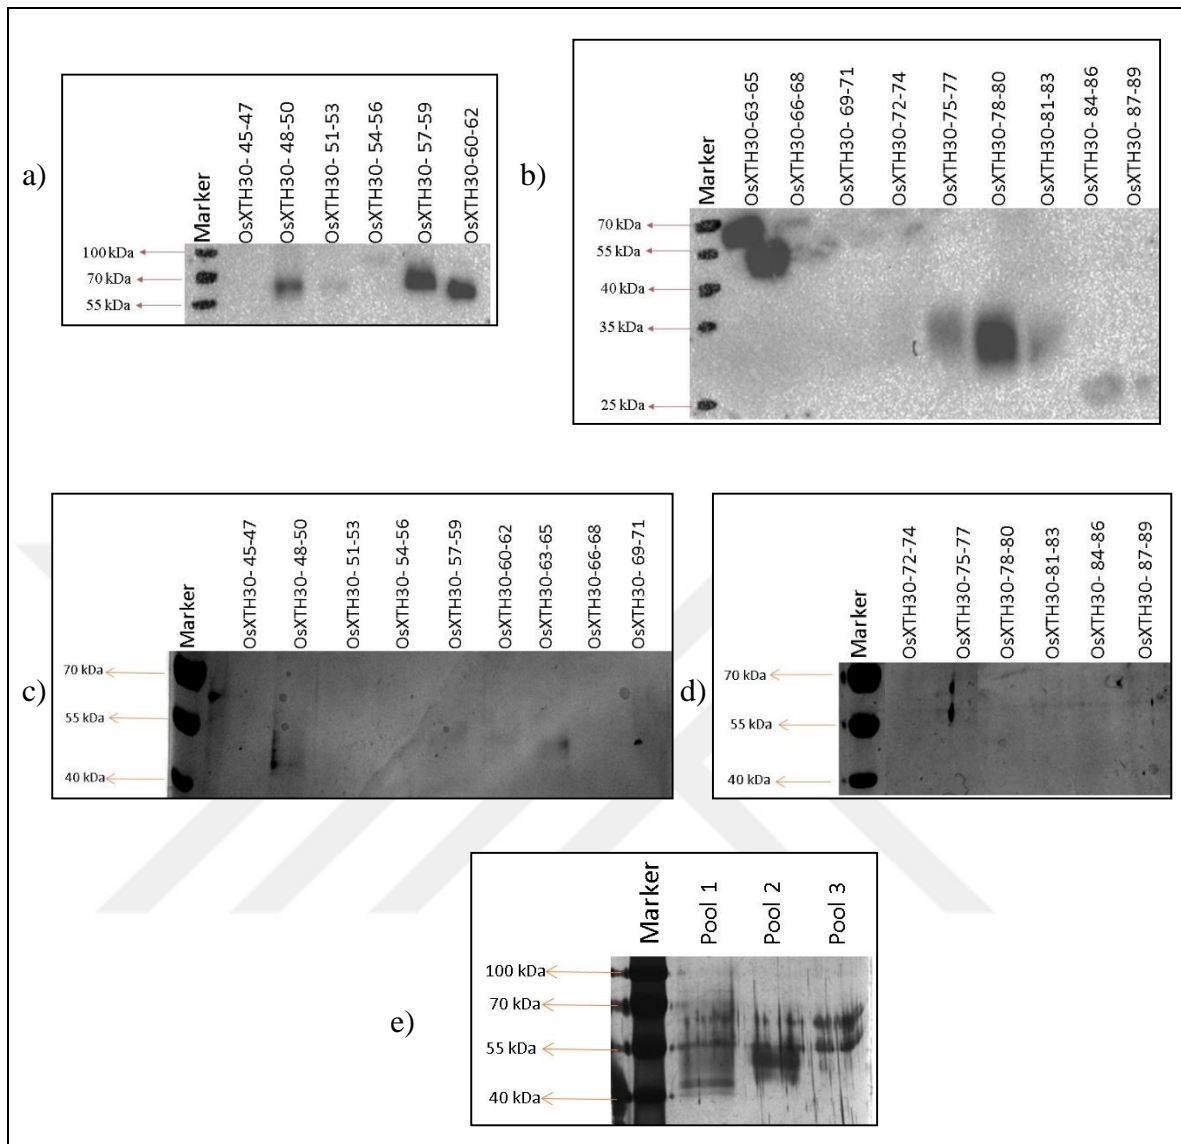 a)
Marker
OsXTH30- 45-47
OsXTH30- 48-50
OsXTH30- 51-53
OsXTH30- 54-56
OsXTH30- 57-59
OsXTH30-60-62
100 kDa
70 kDa
55 kDa
b)
Marker
OsXTH30-63-65
OsXTH30-66-68
OsXTH30- 69-71
OsXTH30-72-74
OsXTH30-75-77
OsXTH30-78-80
OsXTH30-81-83
OsXTH30- 84-86
OsXTH30- 87-89
70 kDa
55 kDa
40 kDa
35 kDa
25 kDa
c)
Marker
OsXTH30- 45-47
OsXTH30- 48-50
OsXTH30- 51-53
OsXTH30- 54-56
OsXTH30- 57-59
OsXTH30-60-62
OsXTH30-63-65
OsXTH30-66-68
OsXTH30- 69-71
70 kDa
55 kDa
40 kDa
d)
Marker
OsXTH30-72-74
OsXTH30-75-77
OsXTH30-78-80
OsXTH30-81-83
OsXTH30- 84-86
OsXTH30- 87-89
70 kDa
55 kDa
40 kDa
e)
Marker
Pool 1
Pool 2
Pool 3
100 kDa
70 kDa
55 kDa
40 kDa